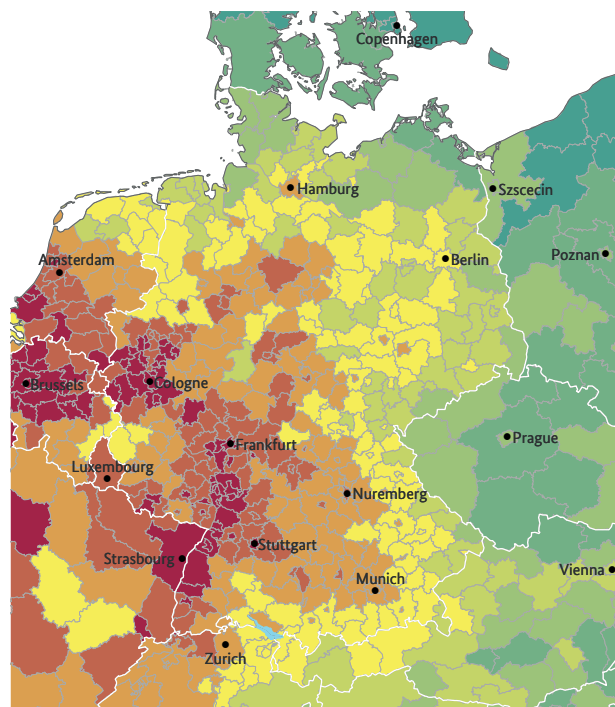 Copenhagen
Hamburg
Szscecin
Amsterdam
Berlin
Poznan
Brussels
Cologne
Prague
Frankfurt
Luxembourg
Nuremberg
Strasbourg
Stuttgart
Vienna
Munich
Zurich